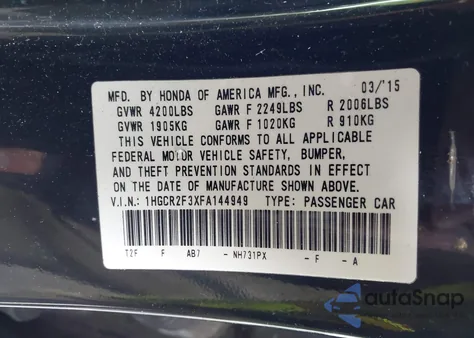 MFD. BY HONDA OF AMERICA MFG., INC. 03/'15
GVWR 4200LBS GAWR F 2249LBS R 2006LBS
GVWR 1905KG GAWR F 1020KG R 910KG
THIS VEHICLE CONFORMS TO ALL APPLICABLE
FEDERAL MOTOR VEHICLE SAFETY, BUMPER,
AND THEFT PREVENTION STANDARDS IN EFFECT
ON THE DATE OF MANUFACTURE SHOWN ABOVE.
V.I.N.: 1HGCR2F3XFA144949 TYPE: PASSENGER CAR
T2F F AB7 - NH731PX - F - A
autoSnap